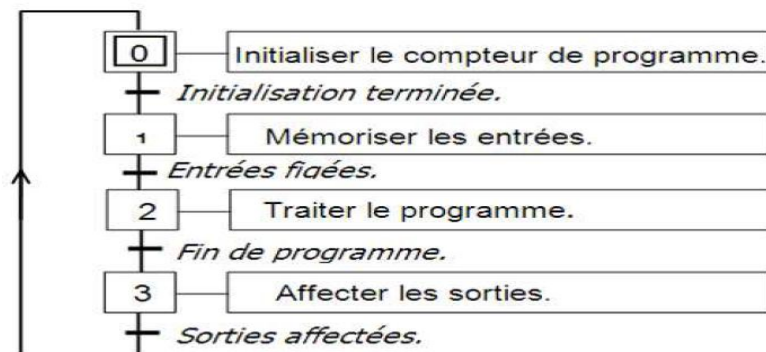 0 Initialiser le compteur de programme.
Initialisation terminée.
1 Mémoriser les entrées.
Entrées figées.
2 Traiter le programme.
Fin de programme.
3 Affecter les sorties.
Sorties affectées.